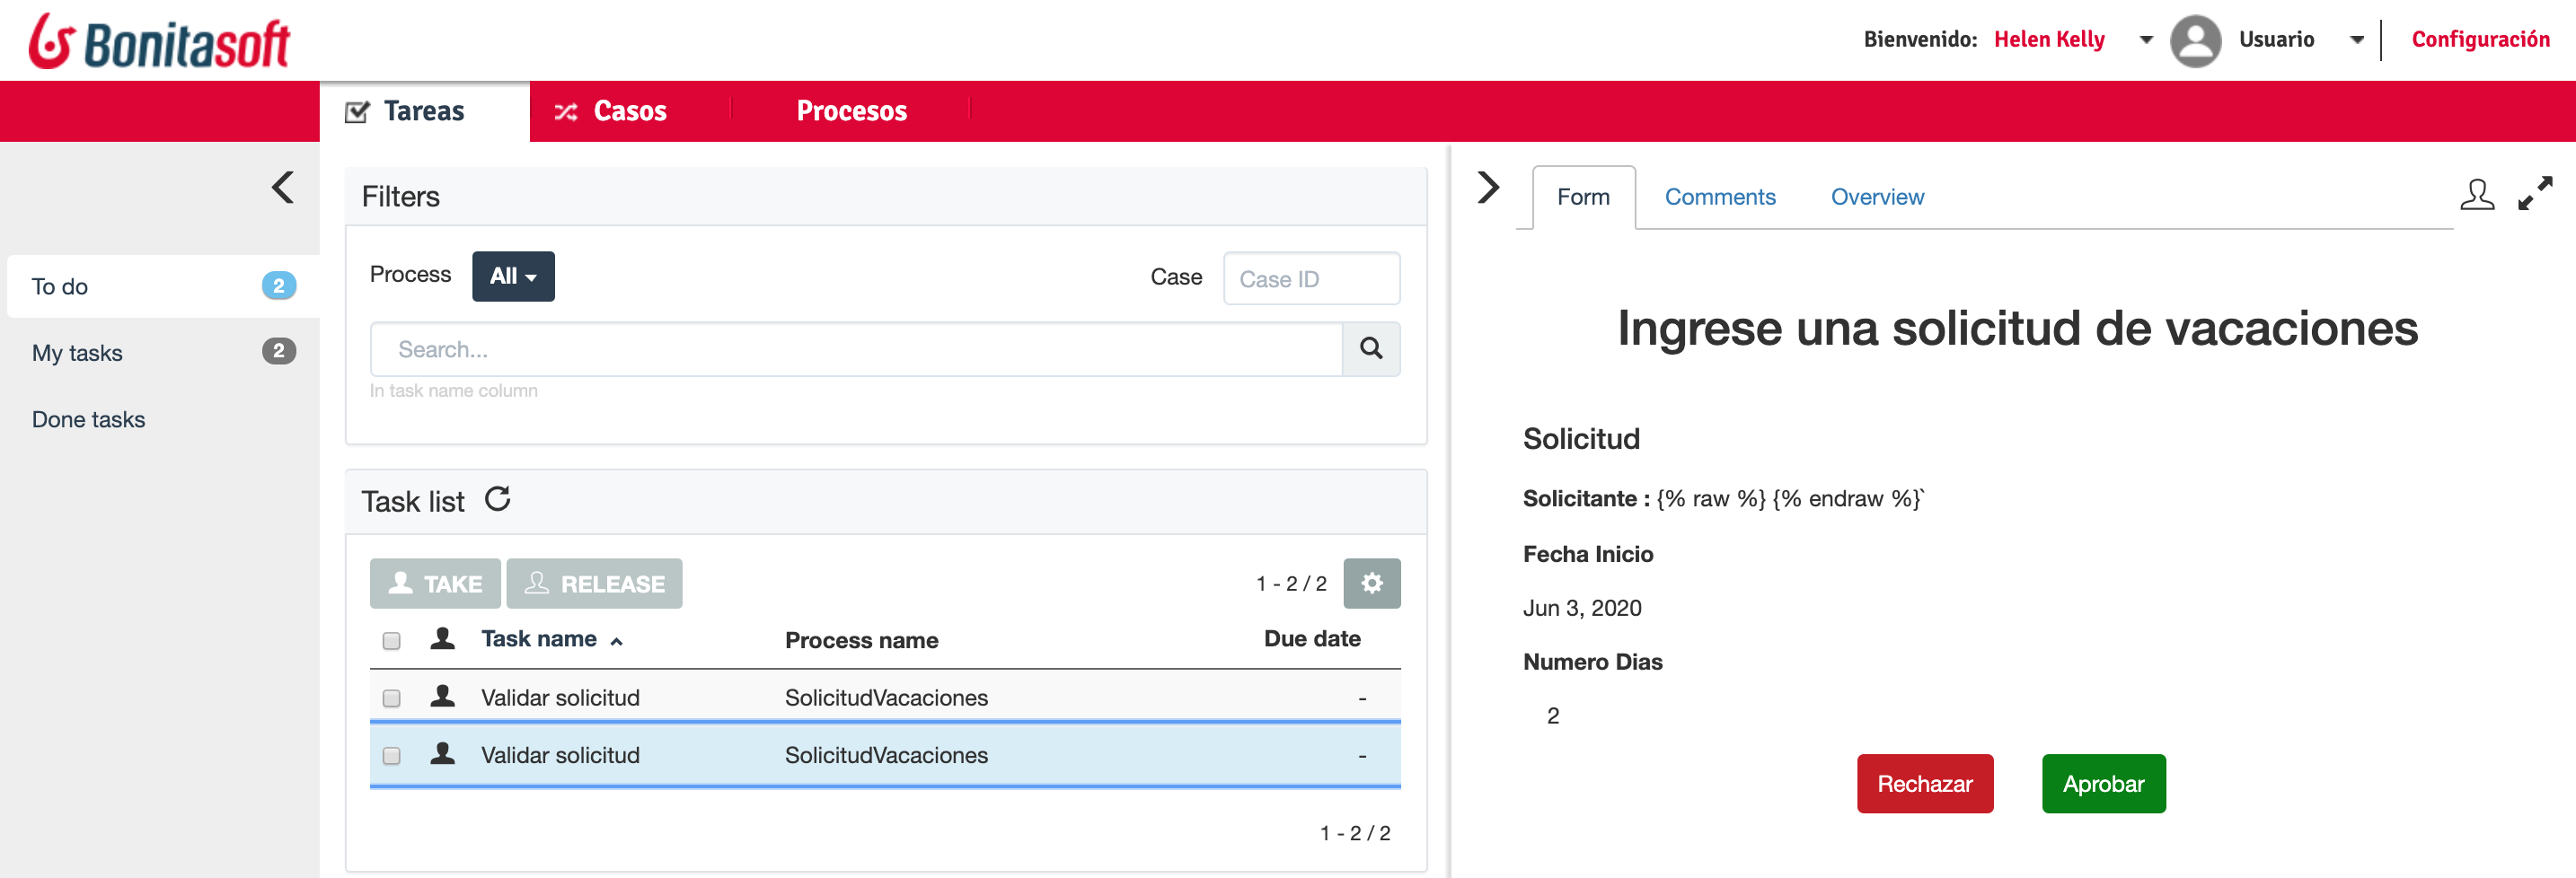 Bonitasoft
Bienvenido: Helen Kelly Usuario Configuración
Tareas Casos Procesos
To do 2
My tasks 2
Done tasks
Filters
Process All Case Case ID
Search...
In task name column
Task list
TAKE RELEASE 1 - 2 / 2
Task name Process name Due date
Validar solicitud SolicitudVacaciones -
Validar solicitud SolicitudVacaciones -
1 - 2 / 2
Form Comments Overview
Ingrese una solicitud de vacaciones
Solicitud
Solicitante : {% raw %} {% endraw %}`
Fecha Inicio
Jun 3, 2020
Numero Dias
2
Rechazar Aprobar